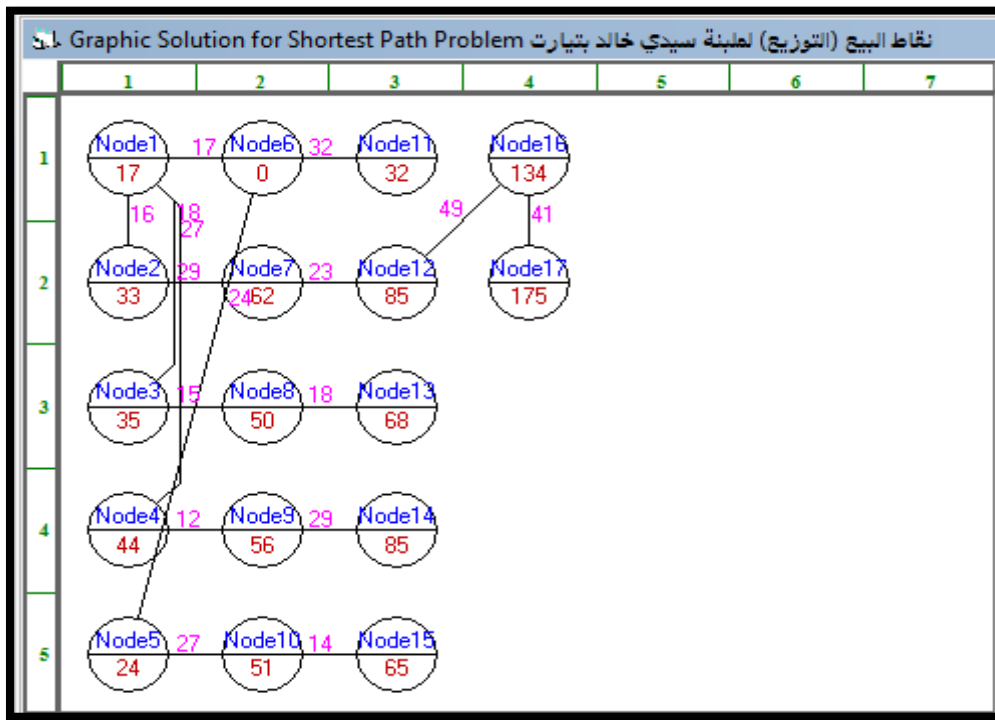 Graphic Solution for Shortest Path Problem نقاط البيع (التوزيع) لملبنة سيدي خالد بتيارت
1 2 3 4 5 6 7
1
Node1 17 Node6 32 Node11 Node16
17 0 32 134
16 18 49 41
27
2
Node2 29 Node7 23 Node12 Node17
33 24 62 85 175
3
Node3 15 Node8 18 Node13
35 50 68
4
Node4 12 Node9 29 Node14
44 56 85
5
Node5 27 Node10 14 Node15
24 51 65